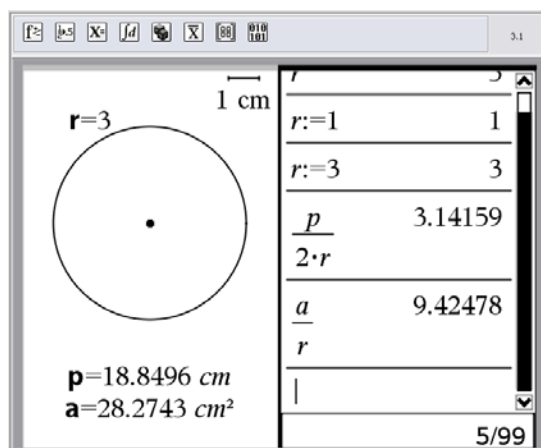 3.1
1 cm
r=3
p=18.8496 cm
a=28.2743 cm²
r:=1 1
r:=3 3
p/2·r 3.14159
a/r 9.42478
5/99